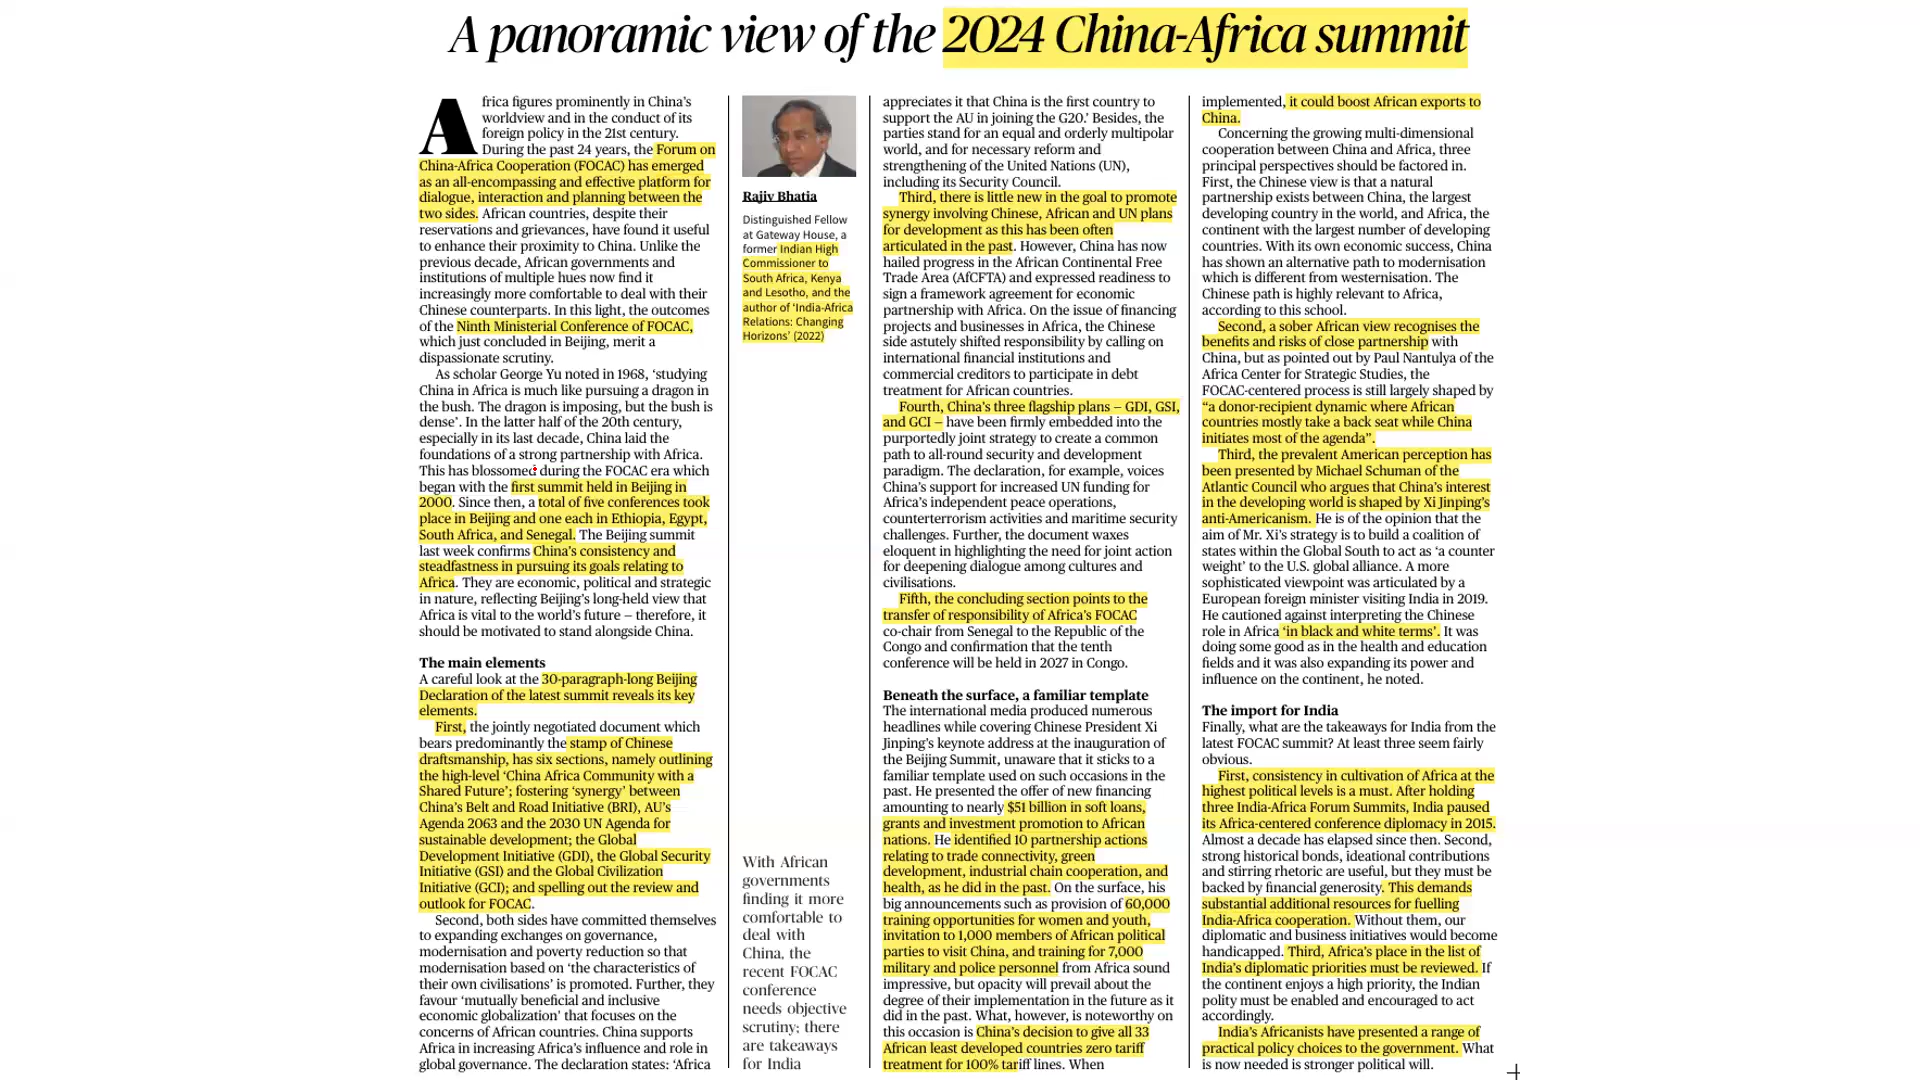 A panoramic view of the 2024 China-Africa summit
Africa figures prominently in China's
worldview and in the conduct of its
foreign policy in the 21st century.
During the past 24 years, the Forum on
China-Africa Cooperation (FOCAC) has emerged
as an all-encompassing and effective platform for
dialogue, interaction and planning between the
two sides. African countries, despite their
reservations and grievances, have found it useful
to enhance their proximity to China. Unlike the
previous decade, African governments and
institutions of multiple hues now find it
increasingly more comfortable to deal with their
Chinese counterparts. In this light, the outcomes
of the Ninth Ministerial Conference of FOCAC,
which just concluded in Beijing, merit a
dispassionate scrutiny.
As scholar George Yu noted in 1968, 'studying
China in Africa is much like pursuing a dragon in
the bush. The dragon is imposing, but the bush is
dense'. In the latter half of the 20th century,
especially in its last decade, China laid the
foundations of a strong partnership with Africa.
This has blossomed during the FOCAC era which
began with the first summit held in Beijing in
2000. Since then, a total of five conferences took
place in Beijing and one each in Ethiopia, Egypt,
South Africa, and Senegal. The Beijing summit
last week confirms China's consistency and
steadfastness in pursuing its goals relating to
Africa. They are economic, political and strategic
in nature, reflecting Beijing's long-held view that
Africa is vital to the world's future – therefore, it
should be motivated to stand alongside China.
The main elements
A careful look at the 30-paragraph-long Beijing
Declaration of the latest summit reveals its key
elements.
First, the jointly negotiated document which
bears predominantly the stamp of Chinese
draftsmanship, has six sections, namely outlining
the high-level 'China Africa Community with a
Shared Future'; fostering 'synergy' between
China's Belt and Road Initiative (BRI), AU's
Agenda 2063 and the 2030 UN Agenda for
sustainable development; the Global
Development Initiative (GDI), the Global Security
Initiative (GSI) and the Global Civilization
Initiative (GCI); and spelling out the review and
outlook for FOCAC.
Second, both sides have committed themselves
to expanding exchanges on governance,
modernisation and poverty reduction so that
modernisation based on 'the characteristics of
their own civilisations' is promoted. Further, they
favour 'mutually beneficial and inclusive
economic globalization' that focuses on the
concerns of African countries. China supports
Africa in increasing Africa's influence and role in
global governance. The declaration states: 'Africa
Rajiv Bhatia
Distinguished Fellow
at Gateway House, a
former Indian High
Commissioner to
South Africa, Kenya
and Lesotho, and the
author of 'India-Africa
Relations: Changing
Horizons' (2022)
With African
governments
finding it more
comfortable to
deal with
China, the
recent FOCAC
conference
needs objective
scrutiny; there
are takeaways
for India
appreciates it that China is the first country to
support the AU in joining the G20.' Besides, the
parties stand for an equal and orderly multipolar
world, and for necessary reform and
strengthening of the United Nations (UN),
including its Security Council.
Third, there is little new in the goal to promote
synergy involving Chinese, African and UN plans
for development as this has been often
articulated in the past. However, China has now
hailed progress in the African Continental Free
Trade Area (AfCFTA) and expressed readiness to
sign a framework agreement for economic
partnership with Africa. On the issue of financing
projects and businesses in Africa, the Chinese
side astutely shifted responsibility by calling on
international financial institutions and
commercial creditors to participate in debt
treatment for African countries.
Fourth, China's three flagship plans – GDI, GSI,
and GCI – have been firmly embedded into the
purportedly joint strategy to create a common
path to all-round security and development
paradigm. The declaration, for example, voices
China's support for increased UN funding for
Africa's independent peace operations,
counterterrorism activities and maritime security
challenges. Further, the document waxes
eloquent in highlighting the need for joint action
for deepening dialogue among cultures and
civilisations.
Fifth, the concluding section points to the
transfer of responsibility of Africa's FOCAC
co-chair from Senegal to the Republic of the
Congo and confirmation that the tenth
conference will be held in 2027 in Congo.
Beneath the surface, a familiar template
The international media produced numerous
headlines while covering Chinese President Xi
Jinping's keynote address at the inauguration of
the Beijing Summit, unaware that it sticks to a
familiar template used on such occasions in the
past. He presented the offer of new financing
amounting to nearly $51 billion in soft loans,
grants and investment promotion to African
nations. He identified 10 partnership actions
relating to trade connectivity, green
development, industrial chain cooperation, and
health, as he did in the past. On the surface, his
big announcements such as provision of 60,000
training opportunities for women and youth,
invitation to 1,000 members of African political
parties to visit China, and training for 7,000
military and police personnel from Africa sound
impressive, but opacity will prevail about the
degree of their implementation in the future as it
did in the past. What, however, is noteworthy on
this occasion is China's decision to give all 33
African least developed countries zero tariff
treatment for 100% tariff lines. When
implemented, it could boost African exports to
China.
Concerning the growing multi-dimensional
cooperation between China and Africa, three
principal perspectives should be factored in.
First, the Chinese view is that a natural
partnership exists between China, the largest
developing country in the world, and Africa, the
continent with the largest number of developing
countries. With its own economic success, China
has shown an alternative path to modernisation
which is different from westernisation. The
Chinese path is highly relevant to Africa,
according to this school.
Second, a sober African view recognises the
benefits and risks of close partnership with
China, but as pointed out by Paul Nantulya of the
Africa Center for Strategic Studies, the
FOCAC-centered process is still largely shaped by
"a donor-recipient dynamic where African
countries mostly take a back seat while China
initiates most of the agenda".
Third, the prevalent American perception has
been presented by Michael Schuman of the
Atlantic Council who argues that China's interest
in the developing world is shaped by Xi Jinping's
anti-Americanism. He is of the opinion that the
aim of Mr. Xi's strategy is to build a coalition of
states within the Global South to act as 'a counter
weight' to the U.S. global alliance. A more
sophisticated viewpoint was articulated by a
European foreign minister visiting India in 2019.
He cautioned against interpreting the Chinese
role in Africa 'in black and white terms'. It was
doing some good as in the health and education
fields and it was also expanding its power and
influence on the continent, he noted.
The import for India
Finally, what are the takeaways for India from the
latest FOCAC summit? At least three seem fairly
obvious.
First, consistency in cultivation of Africa at the
highest political levels is a must. After holding
three India-Africa Forum Summits, India paused
its Africa-centered conference diplomacy in 2015.
Almost a decade has elapsed since then. Second,
strong historical bonds, ideational contributions
and stirring rhetoric are useful, but they must be
backed by financial generosity. This demands
substantial additional resources for fuelling
India-Africa cooperation. Without them, our
diplomatic and business initiatives would become
handicapped. Third, Africa's place in the list of
India's diplomatic priorities must be reviewed. If
the continent enjoys a high priority, the Indian
polity must be enabled and encouraged to act
accordingly.
India's Africanists have presented a range of
practical policy choices to the government. What
is now needed is stronger political will.